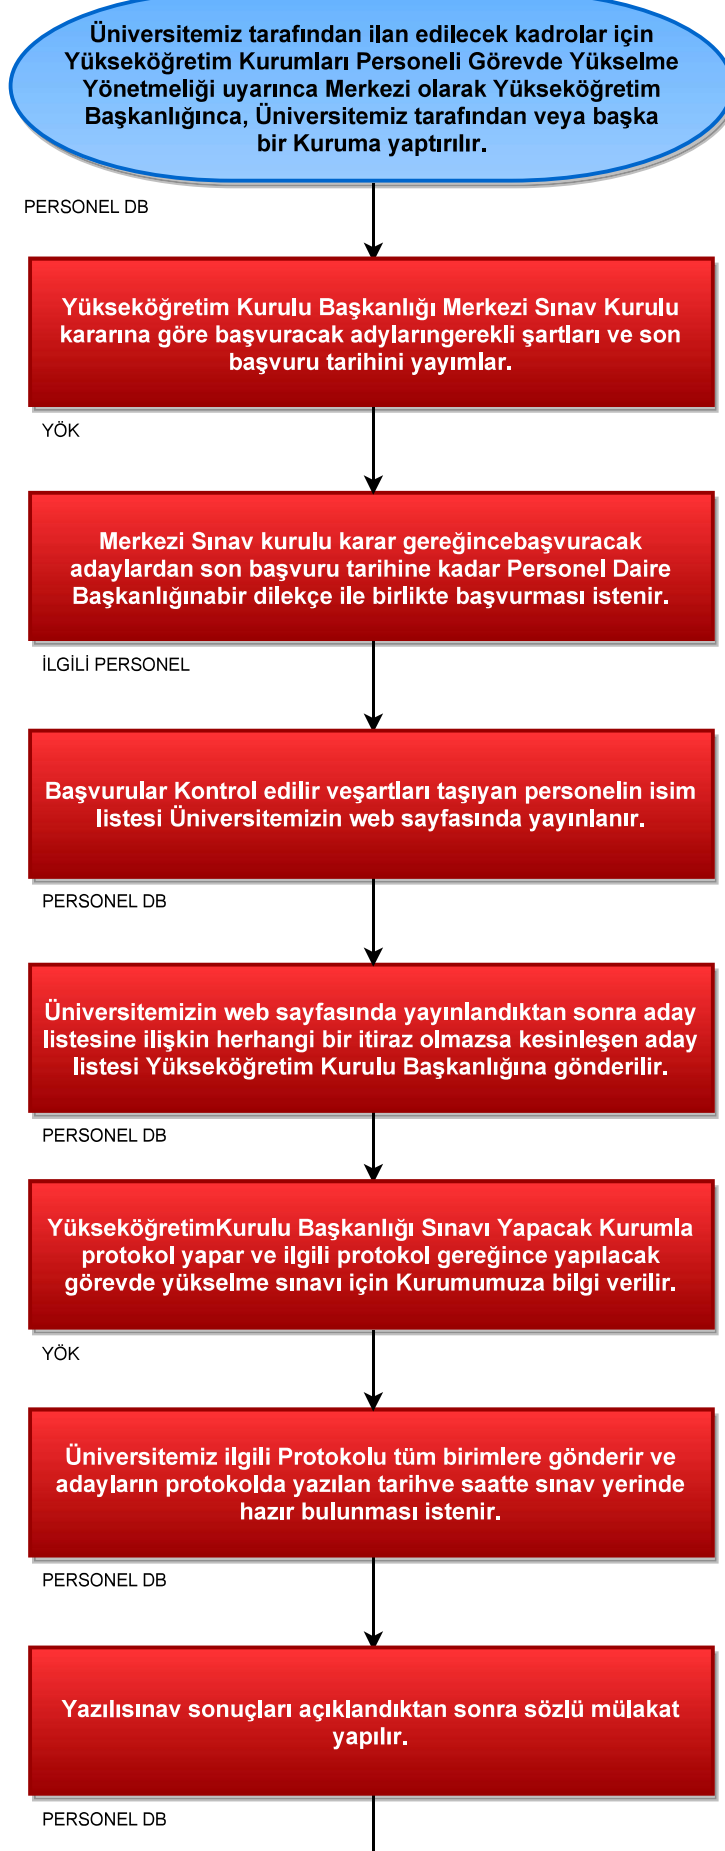 Üniversitemiz tarafından ilan edilecek kadrolar için
Yükseköğretim Kurumları Personeli Görevde Yükselme
Yönetmeliği uyarınca Merkezi olarak Yükseköğretim
Başkanlığınca, Üniversitemiz tarafından veya başka
bir Kuruma yaptırılır.
PERSONEL DB
Yükseköğretim Kurulu Başkanlığı Merkezi Sınav Kurulu
kararına göre başvuracak adylarıngerekli şartları ve son
başvuru tarihini yayımlar.
YÖK
Merkezi Sınav kurulu karar gereğincebaşvuracak
adaylardan son başvuru tarihine kadar Personel Daire
Başkanlığınabir dilekçe ile birlikte başvurması istenir.
İLGİLİ PERSONEL
Başvurular Kontrol edilir veşartları taşıyan personelin isim
listesi Üniversitemizin web sayfasında yayınlanır.
PERSONEL DB
Üniversitemizin web sayfasında yayınlandıktan sonra aday
listesine ilişkin herhangi bir itiraz olmazsa kesinleşen aday
listesi Yükseköğretim Kurulu Başkanlığına gönderilir.
PERSONEL DB
YükseköğretimKurulu Başkanlığı Sınavı Yapacak Kurumla
protokol yapar ve ilgili protokol gereğince yapılacak
görevde yükselme sınavı için Kurumumuza bilgi verilir.
YÖK
Üniversitemiz ilgili Protokolu tüm birimlere gönderir ve
adayların protokolda yazılan tarihve saatte sınav yerinde
hazır bulunması istenir.
PERSONEL DB
Yazılısınav sonuçları açıklandıktan sonra sözlü mülakat
yapılır.
PERSONEL DB